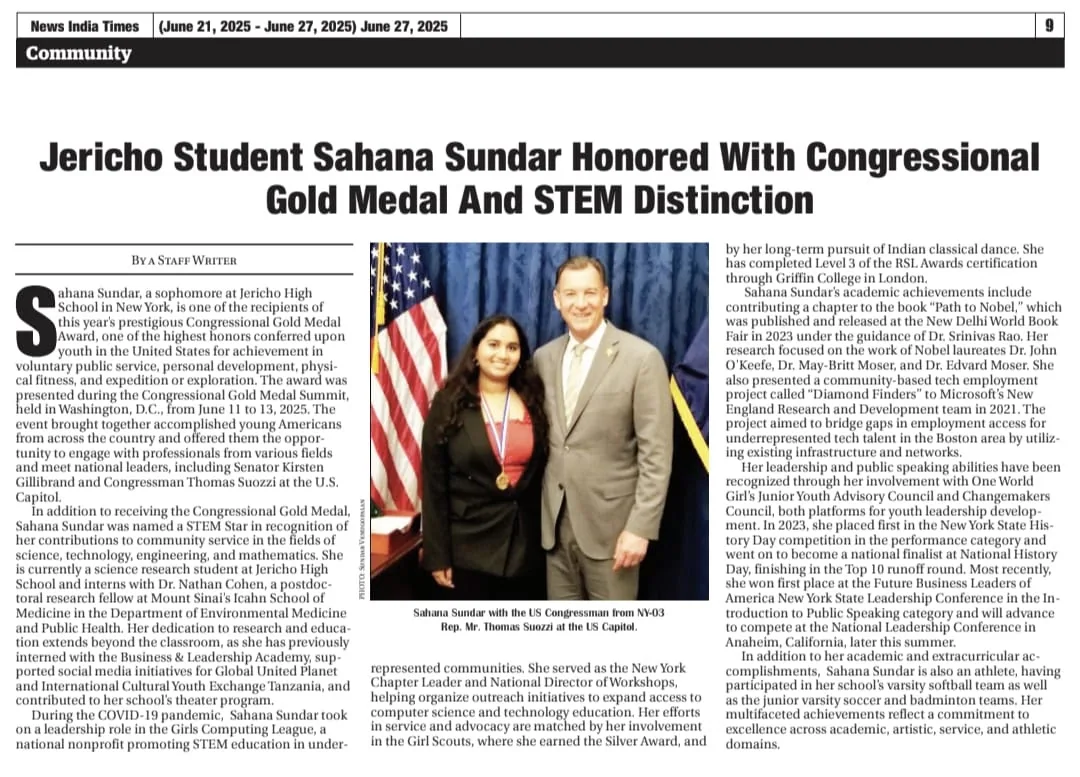 News India Times
(June 21, 2025 - June 27, 2025) June 27, 2025
9
Community
Jericho Student Sahana Sundar Honored With Congressional
Gold Medal And STEM Distinction
By a Staff Writer
Sahana Sundar, a sophomore at Jericho High
School in New York, is one of the recipients of
this year's prestigious Congressional Gold Medal
Award, one of the highest honors conferred upon
youth in the United States for achievement in
voluntary public service, personal development, physi-
cal fitness, and expedition or exploration. The award was
presented during the Congressional Gold Medal Summit,
held in Washington, D.C., from June 11 to 13, 2025. The
event brought together accomplished young Americans
from across the country and offered them the oppor-
tunity to engage with professionals from various fields
and meet national leaders, including Senator Kirsten
Gillibrand and Congressman Thomas Suozzi at the U.S.
Capitol.
In addition to receiving the Congressional Gold Medal,
Sahana Sundar was named a STEM Star in recognition of
her contributions to community service in the fields of
science, technology, engineering, and mathematics. She
is currently a science research student at Jericho High
School and interns with Dr. Nathan Cohen, a postdoc-
toral research fellow at Mount Sinai's Icahn School of
Medicine in the Department of Environmental Medicine
and Public Health. Her dedication to research and educa-
tion extends beyond the classroom, as she has previously
interned with the Business & Leadership Academy, sup-
ported social media initiatives for Global United Planet
and International Cultural Youth Exchange Tanzania, and
contributed to her school's theater program.
During the COVID-19 pandemic, Sahana Sundar took
on a leadership role in the Girls Computing League, a
national nonprofit promoting STEM education in under-
PHOTO: Sundar Venugopalan
Sahana Sundar with the US Congressman from NY-03
Rep. Mr. Thomas Suozzi at the US Capitol.
represented communities. She served as the New York
Chapter Leader and National Director of Workshops,
helping organize outreach initiatives to expand access to
computer science and technology education. Her efforts
in service and advocacy are matched by her involvement
in the Girl Scouts, where she earned the Silver Award, and
by her long-term pursuit of Indian classical dance. She
has completed Level 3 of the RSL Awards certification
through Griffin College in London.
Sahana Sundar's academic achievements include
contributing a chapter to the book "Path to Nobel," which
was published and released at the New Delhi World Book
Fair in 2023 under the guidance of Dr. Srinivas Rao. Her
research focused on the work of Nobel laureates Dr. John
O'Keefe, Dr. May-Britt Moser, and Dr. Edvard Moser. She
also presented a community-based tech employment
project called "Diamond Finders" to Microsoft's New
England Research and Development team in 2021. The
project aimed to bridge gaps in employment access for
underrepresented tech talent in the Boston area by utiliz-
ing existing infrastructure and networks.
Her leadership and public speaking abilities have been
recognized through her involvement with One World
Girl's Junior Youth Advisory Council and Changemakers
Council, both platforms for youth leadership develop-
ment. In 2023, she placed first in the New York State His-
tory Day competition in the performance category and
went on to become a national finalist at National History
Day, finishing in the Top 10 runoff round. Most recently,
she won first place at the Future Business Leaders of
America New York State Leadership Conference in the In-
troduction to Public Speaking category and will advance
to compete at the National Leadership Conference in
Anaheim, California, later this summer.
In addition to her academic and extracurricular ac-
complishments, Sahana Sundar is also an athlete, having
participated in her school's varsity softball team as well
as the junior varsity soccer and badminton teams. Her
multifaceted achievements reflect a commitment to
excellence across academic, artistic, service, and athletic
domains.